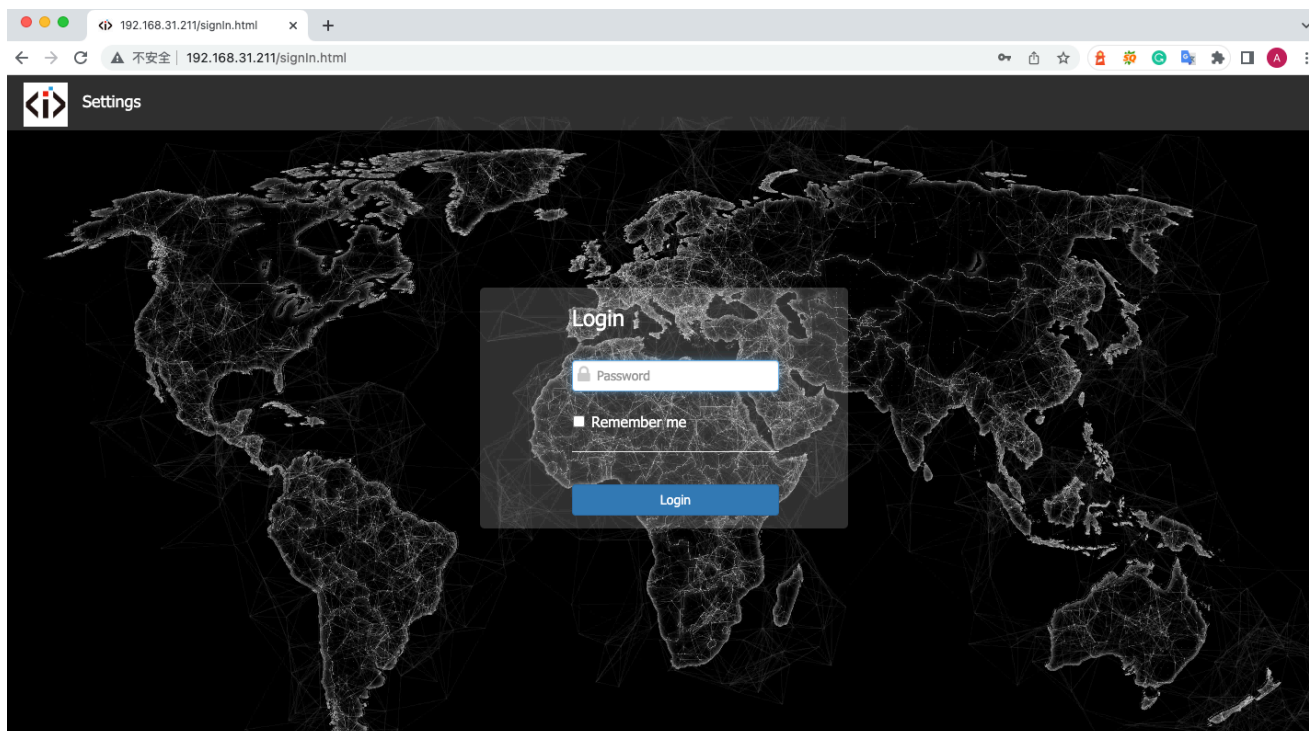 192.168.31.211/signIn.html
不安全 192.168.31.211/signIn.html
A
<i> Settings
Login
Password
Remember me
Login